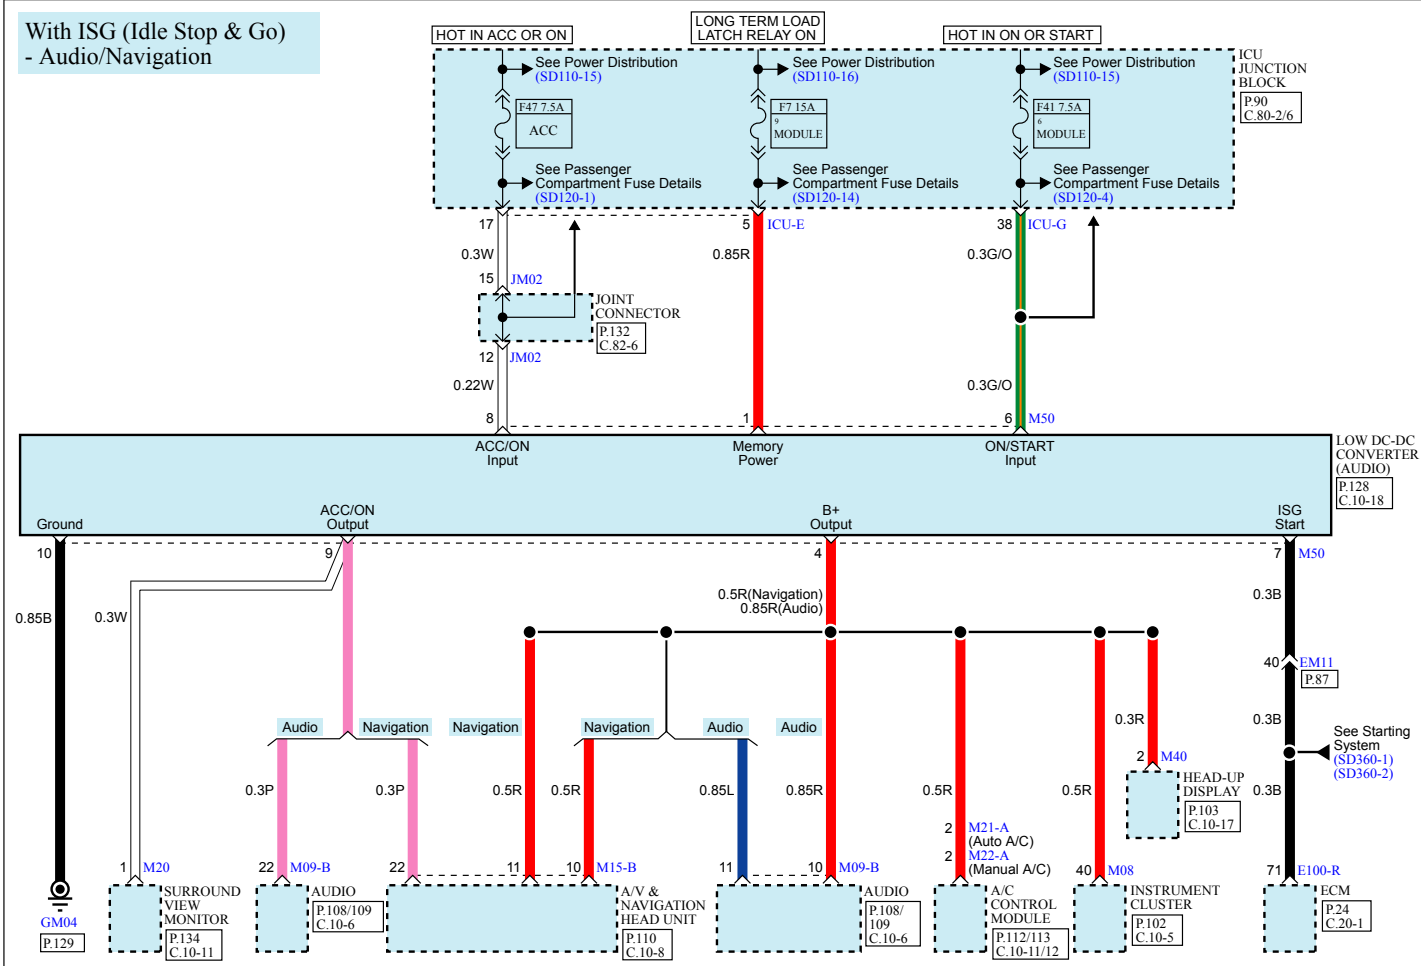 With ISG (Idle Stop & Go)
- Audio/Navigation
HOT IN ACC OR ON
LONG TERM LOAD
LATCH RELAY ON
HOT IN ON OR START
See Power Distribution
(SD110-15)
See Power Distribution
(SD110-16)
See Power Distribution
(SD110-15)
ICU
JUNCTION
BLOCK
P.90
C.80-2/6
F47 7.5A
ACC
F7 15A
9
MODULE
F41 7.5A
6
MODULE
See Passenger
Compartment Fuse Details
(SD120-1)
See Passenger
Compartment Fuse Details
(SD120-14)
See Passenger
Compartment Fuse Details
(SD120-4)
17
5 ICU-E
38 ICU-G
0.3W
0.85R
0.3G/O
15 JM02
JOINT
CONNECTOR
P.132
C.82-6
12 JM02
0.22W
0.3G/O
8
1
6 M50
ACC/ON
Input
Memory
Power
ON/START
Input
LOW DC-DC
CONVERTER
(AUDIO)
P.128
C.10-18
Ground
ACC/ON
Output
B+
Output
ISG
Start
10
9
4
7 M50
0.5R(Navigation)
0.85R(Audio)
0.3B
0.85B
0.3W
40 EM11
P.87
0.3R
0.3B
Audio
Navigation
Navigation
Navigation
Audio
Audio
See Starting
System
(SD360-1)
(SD360-2)
2 M40
HEAD-UP
DISPLAY
P.103
C.10-17
0.3P
0.3P
0.5R
0.5R
0.85L
0.85R
0.5R
0.5R
0.3B
2 M21-A
(Auto A/C)
2 M22-A
(Manual A/C)
1 M20
22 M09-B
22
11
10 M15-B
11
10 M09-B
40 M08
71 E100-R
GM04
P.129
SURROUND
VIEW
MONITOR
P.134
C.10-11
AUDIO
P.108/109
C.10-6
A/V &
NAVIGATION
HEAD UNIT
P.110
C.10-8
AUDIO
P.108/
109
C.10-6
A/C
CONTROL
MODULE
P.112/113
C.10-11/12
INSTRUMENT
CLUSTER
P.102
C.10-5
ECM
P.24
C.20-1